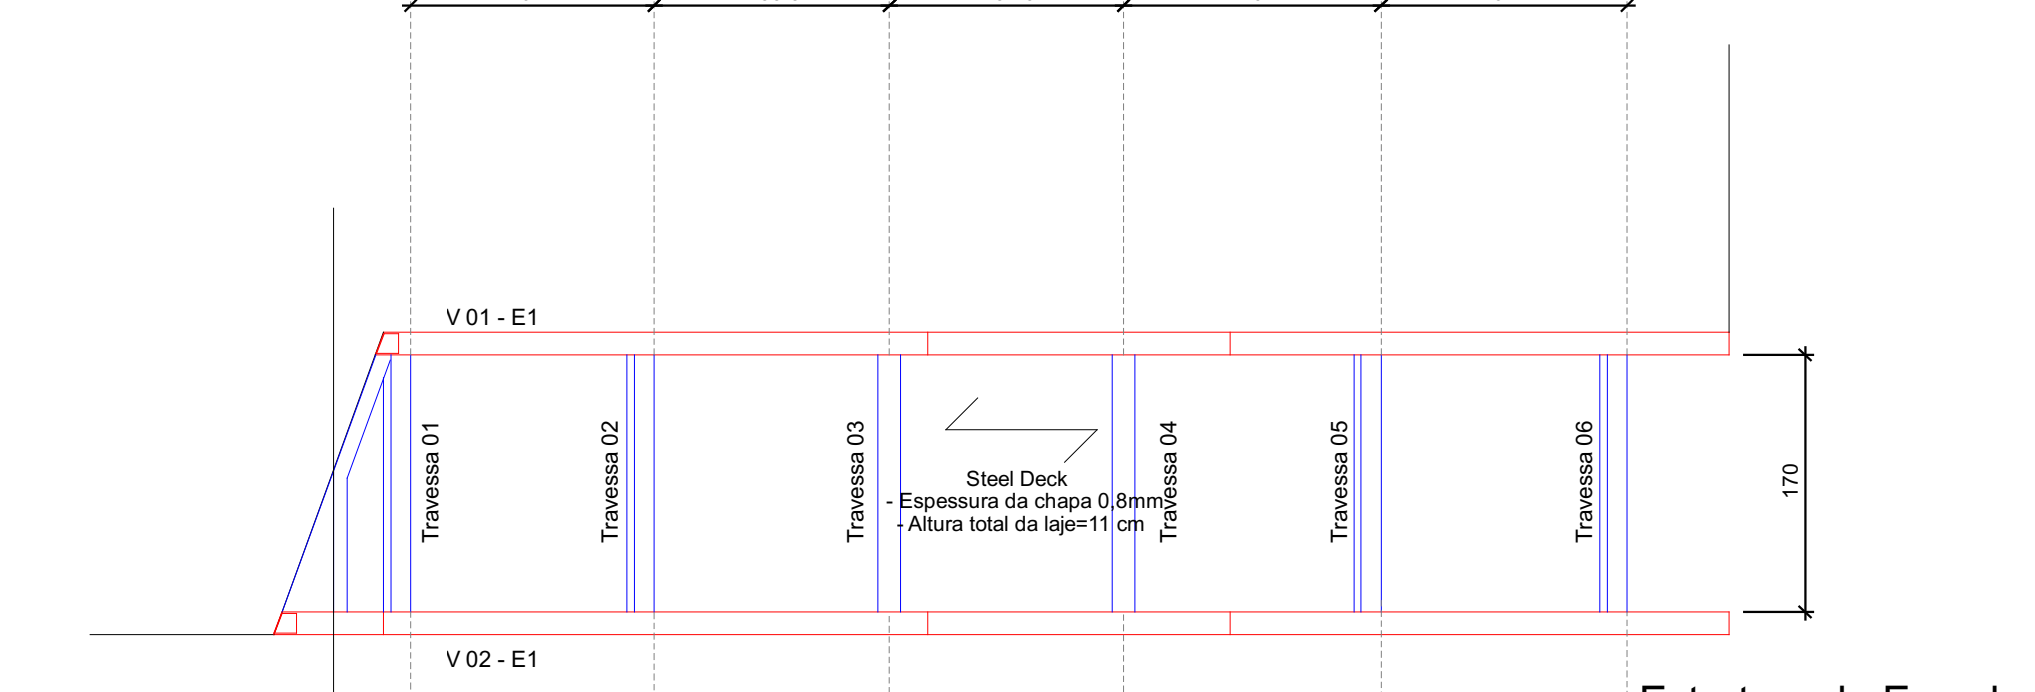 V 01 - E1
Travessa 01
Travessa 02
Travessa 03
Travessa 04
Travessa 05
Travessa 06
Steel Deck
- Espessura da chapa 0,8mm
- Altura total da laje=11 cm
170
V 02 - E1